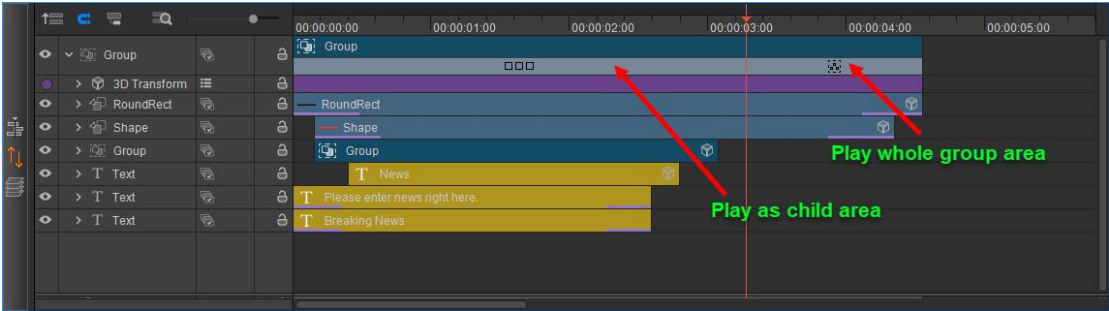 00:00:00:00 00:00:01:00 00:00:02:00 00:00:03:00 00:00:04:00 00:00:05:00
Group Group
3D Transform
RoundRect RoundRect
Shape Shape
Group Group
Play whole group area
Text T News
Text T Please enter news right here.
Play as child area
Text T Breaking News